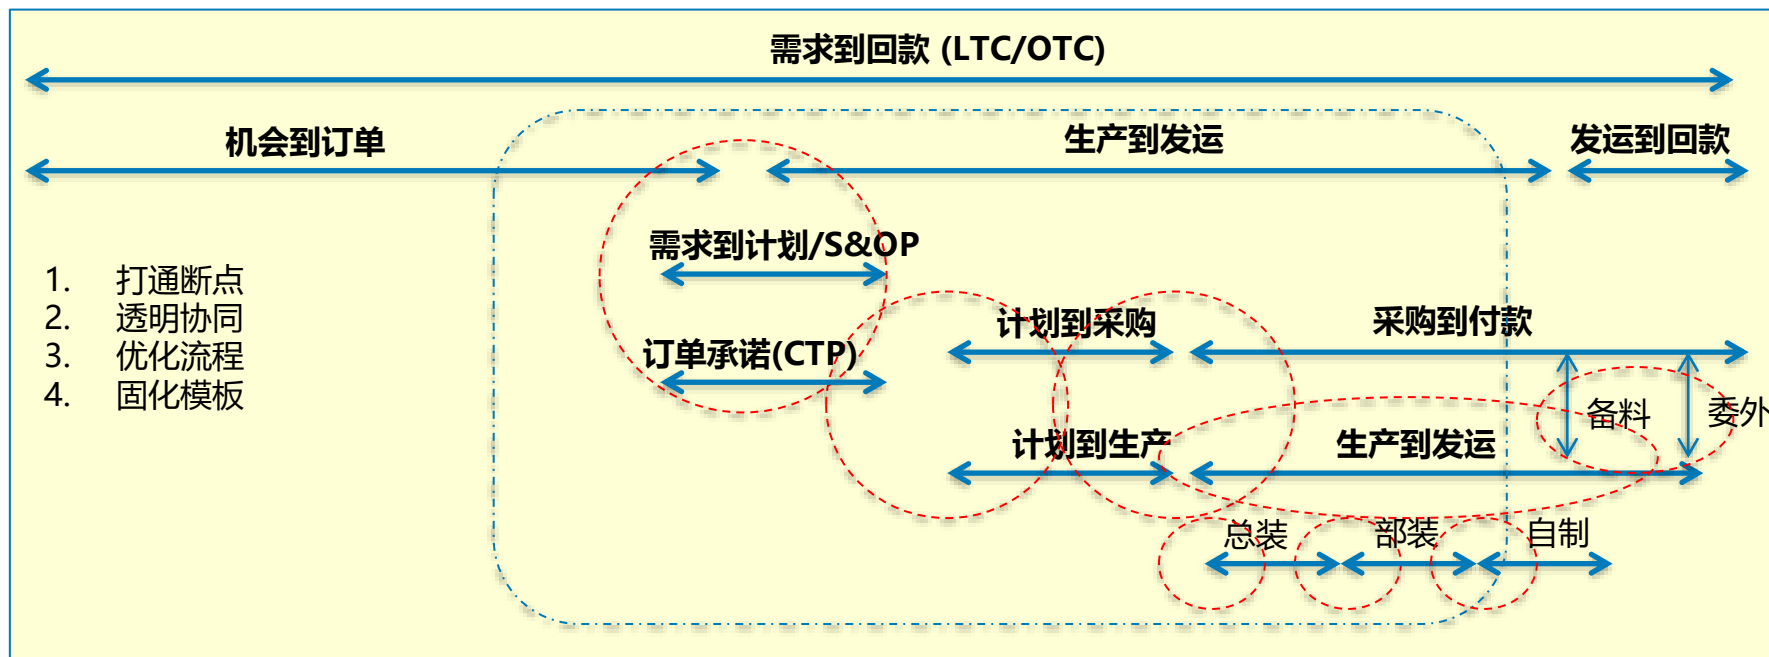 需求到回款 (LTC/OTC)
机会到订单
生产到发运
发运到回款
需求到计划/S&OP
1. 打通断点
2. 透明协同
3. 优化流程
4. 固化模板
订单承诺(CTP)
计划到采购
采购到付款
备料
委外
计划到生产
生产到发运
总装
部装
自制